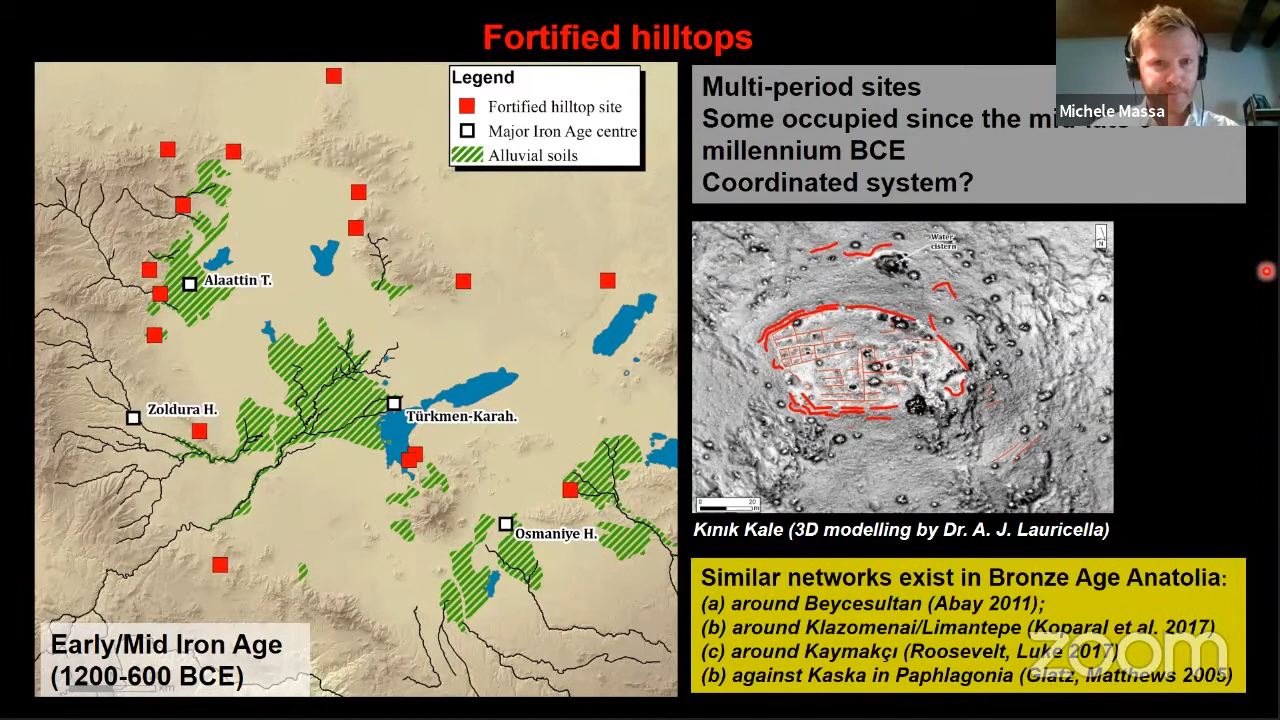 Fortified hilltops
Legend
Fortified hilltop site
Major Iron Age centre
Alluvial soils
Alaattin T.
Zoldura H.
Türkmen-Karah.
Osmaniye H.
Early/Mid Iron Age
(1200-600 BCE)
km
Multi-period sites
Some occupied since the
millennium BCE
Coordinated system?
Michele Massa
Water
cistern
N
0 20
m
Kınık Kale (3D modelling by Dr. A. J. Lauricella)
Similar networks exist in Bronze Age Anatolia:
(a) around Beycesultan (Abay 2011);
(b) around Klazomenai/Limantepe (Koparal et al. 2017)
(c) around Kaymakçı (Roosevelt, Luke 2017)
(b) against Kaska in Paphlagonia (Glatz, Matthews 2005)
zoom